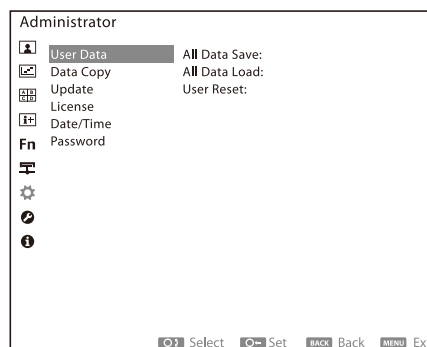 Administrator
User Data
All Data Save:
Data Copy
All Data Load:
Update
User Reset:
License
Date/Time
Fn
Password
Select Set BACK Back MENU Ex